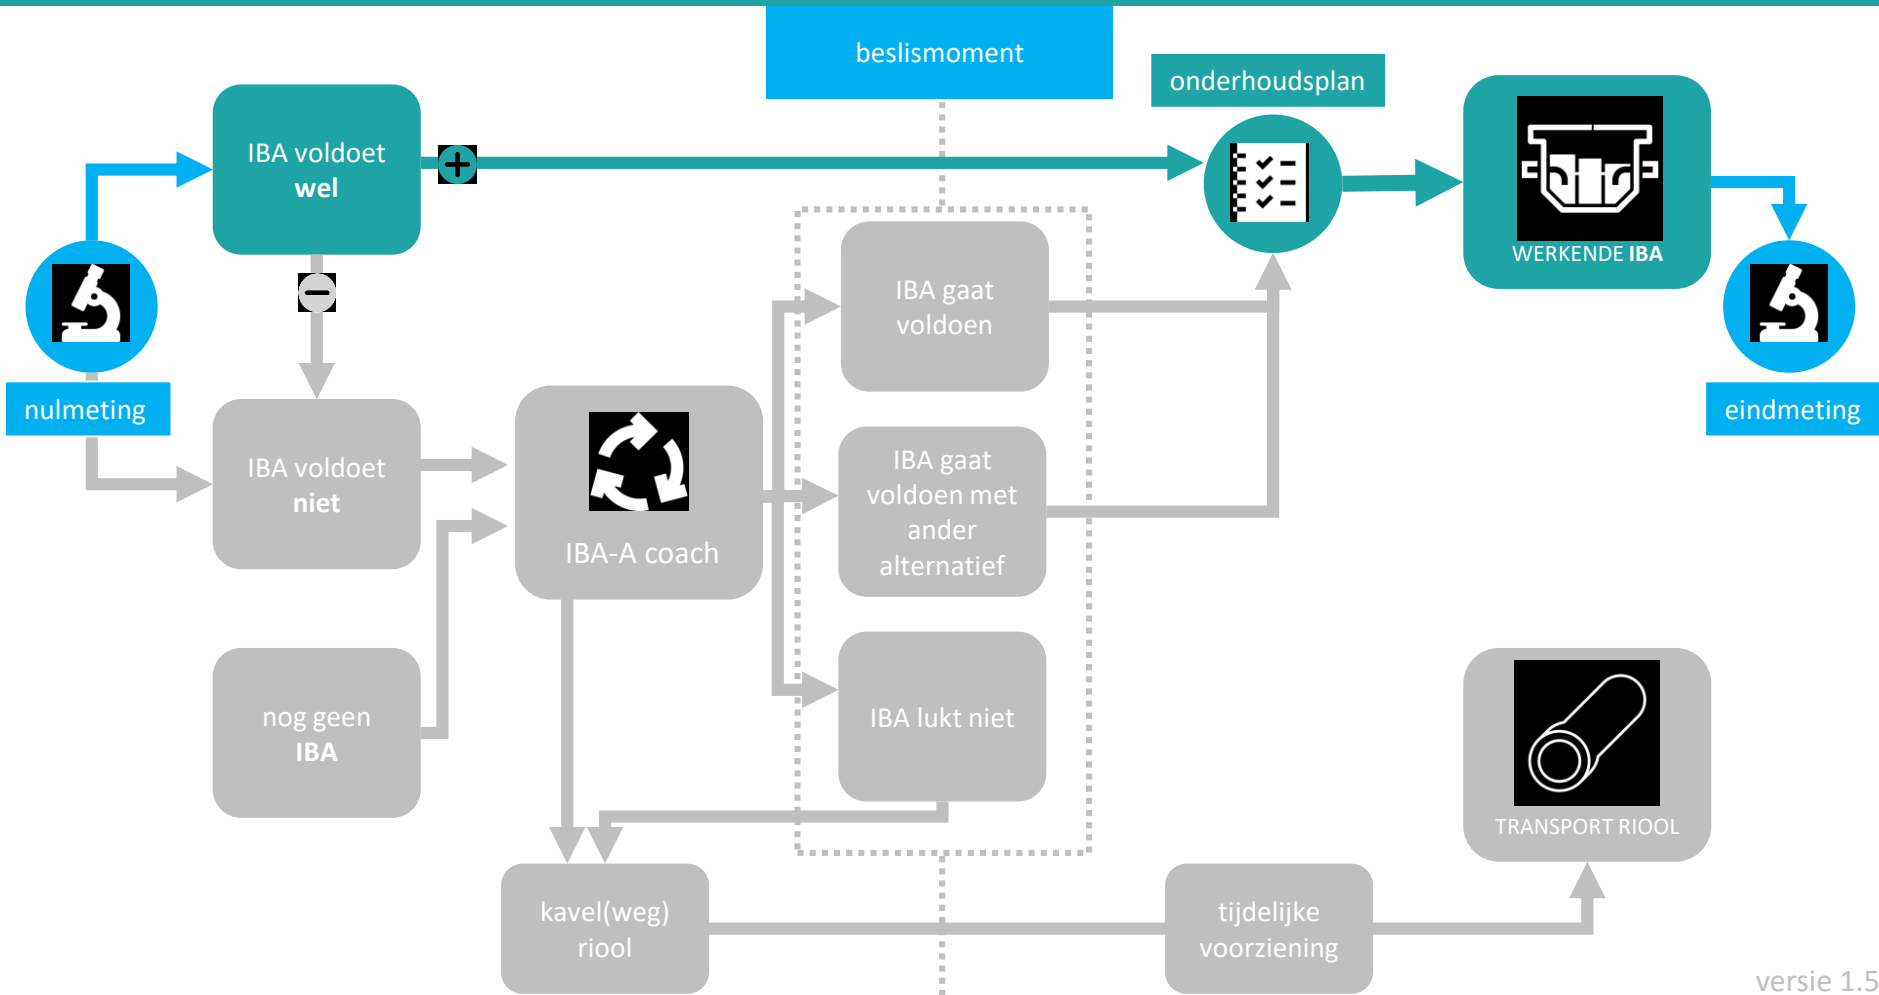 beslismoment
onderhoudsplan
IBA voldoet
wel
WERKENDE IBA
nulmeting
eindmeting
IBA gaat
voldoen
IBA voldoet
niet
IBA-A coach
IBA gaat
voldoen met
ander
alternatief
nog geen
IBA
IBA lukt niet
TRANSPORT RIOOL
kavel(weg)
riool
tijdelijke
voorziening
versie 1.5